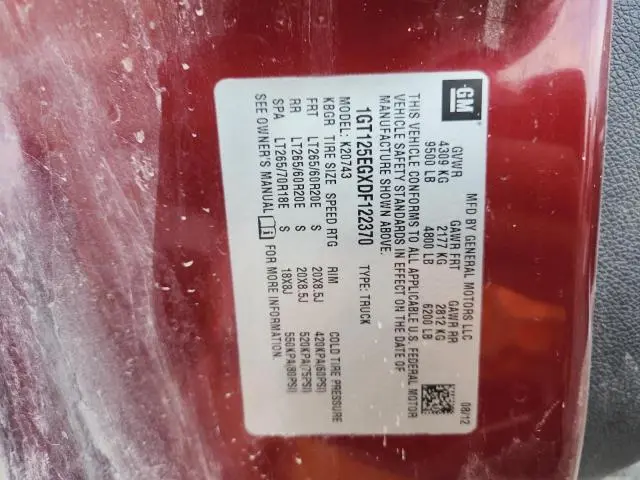 GM
MFD BY GENERAL MOTORS LLC 08/12
GVWR GAWR FRT GAWR RR
4309 KG 2177 KG 2812 KG
9500 LB 4800 LB 6200 LB
THIS VEHICLE CONFORMS TO ALL APPLICABLE U.S. FEDERAL MOTOR
VEHICLE SAFETY STANDARDS IN EFFECT ON THE DATE OF
MANUFACTURE SHOWN ABOVE.
1GT125EGXDF122370 TYPE: TRUCK
MODEL: K20743
KBGR TIRE SIZE SPEED RTG RIM COLD TIRE PRESSURE
FRT LT265/60R20E S 20X8.5J 420KPA(60PSI)
RR LT265/60R20E S 20X8.5J 520KPA(75PSI)
SPA LT265/70R18E S 18X8J 550KPA(80PSI)
SEE OWNER'S MANUAL i FOR MORE INFORMATION.